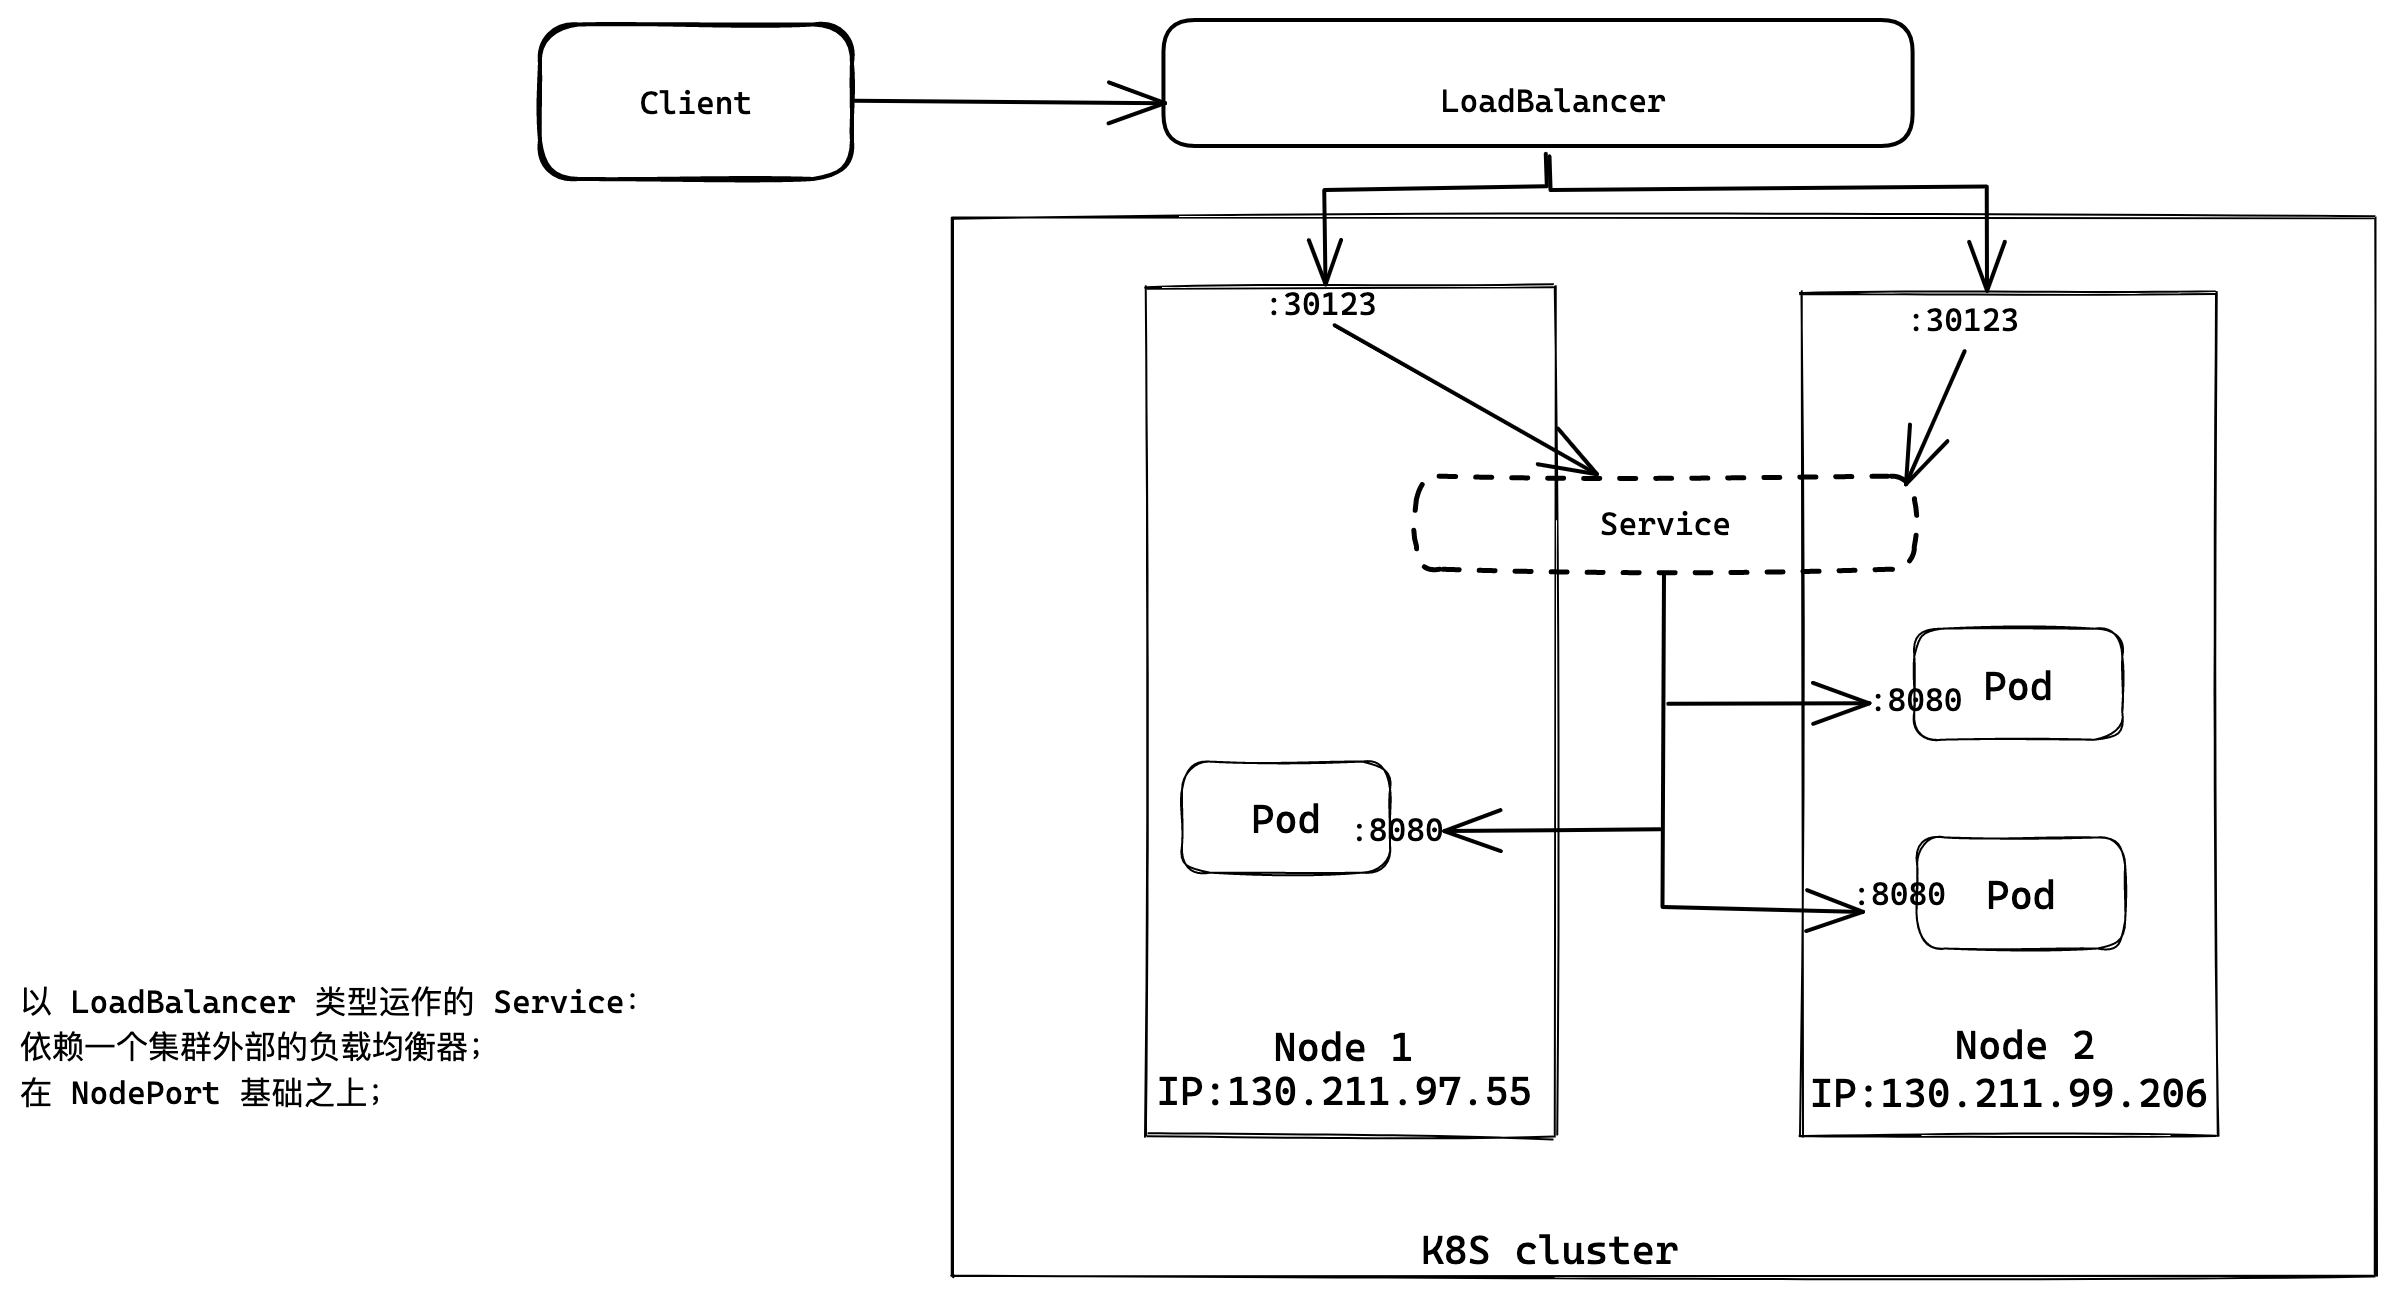 Client
LoadBalancer
:30123
:30123
Service
:8080
Pod
Pod
:8080
:8080
Pod
以 LoadBalancer 类型运作的 Service：
依赖一个集群外部的负载均衡器；
在 NodePort 基础之上；
Node 1
IP:130.211.97.55
Node 2
IP:130.211.99.206
K8S cluster